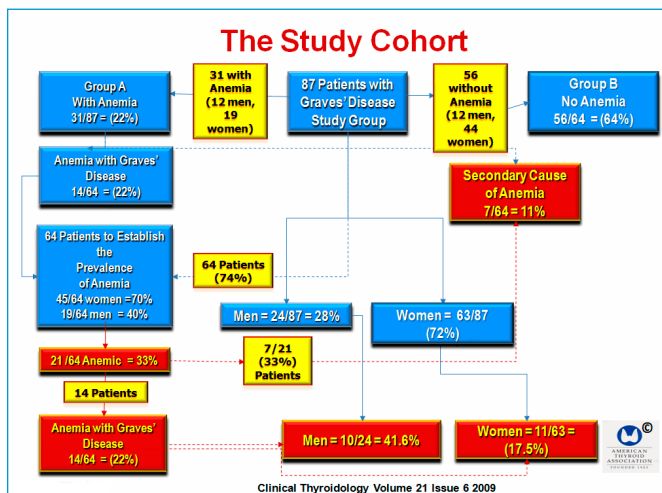 The Study Cohort
Group A
With Anemia
31/87 = (22%)
31 with
Anemia
(12 men,
19
women)
87 Patients with
Graves' Disease
Study Group
56
without
Anemia
(12 men,
44
women)
Group B
No Anemia
56/64 = (64%)
Anemia with Graves'
Disease
14/64 = (22%)
Secondary Cause
of Anemia
7/64 = 11%
64 Patients to Establish
the
Prevalence
of Anemia
45/64 women =70%
19/64 men = 40%
64 Patients
(74%)
Men = 24/87 = 28%
Women = 63/87
(72%)
21/64 Anemic = 33%
7/21
(33%)
Patients
14 Patients
Anemia with Graves'
Disease
14/64 = (22%)
Men = 10/24 = 41.6%
Women = 11/63 =
(17.5%)
©
AMERICAN
THYROID
ASSOCIATION
FOUNDED 1923
Clinical Thyroidology Volume 21 Issue 6 2009